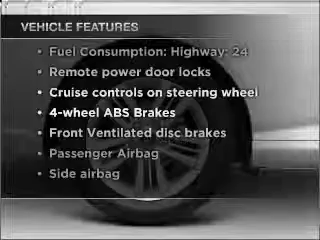 VEHICLE FEATURES
• Fuel Consumption: Highway: 24
• Remote power door locks
• Cruise controls on steering wheel
• 4-wheel ABS Brakes
• Front Ventilated disc brakes
• Passenger Airbag
• Side airbag